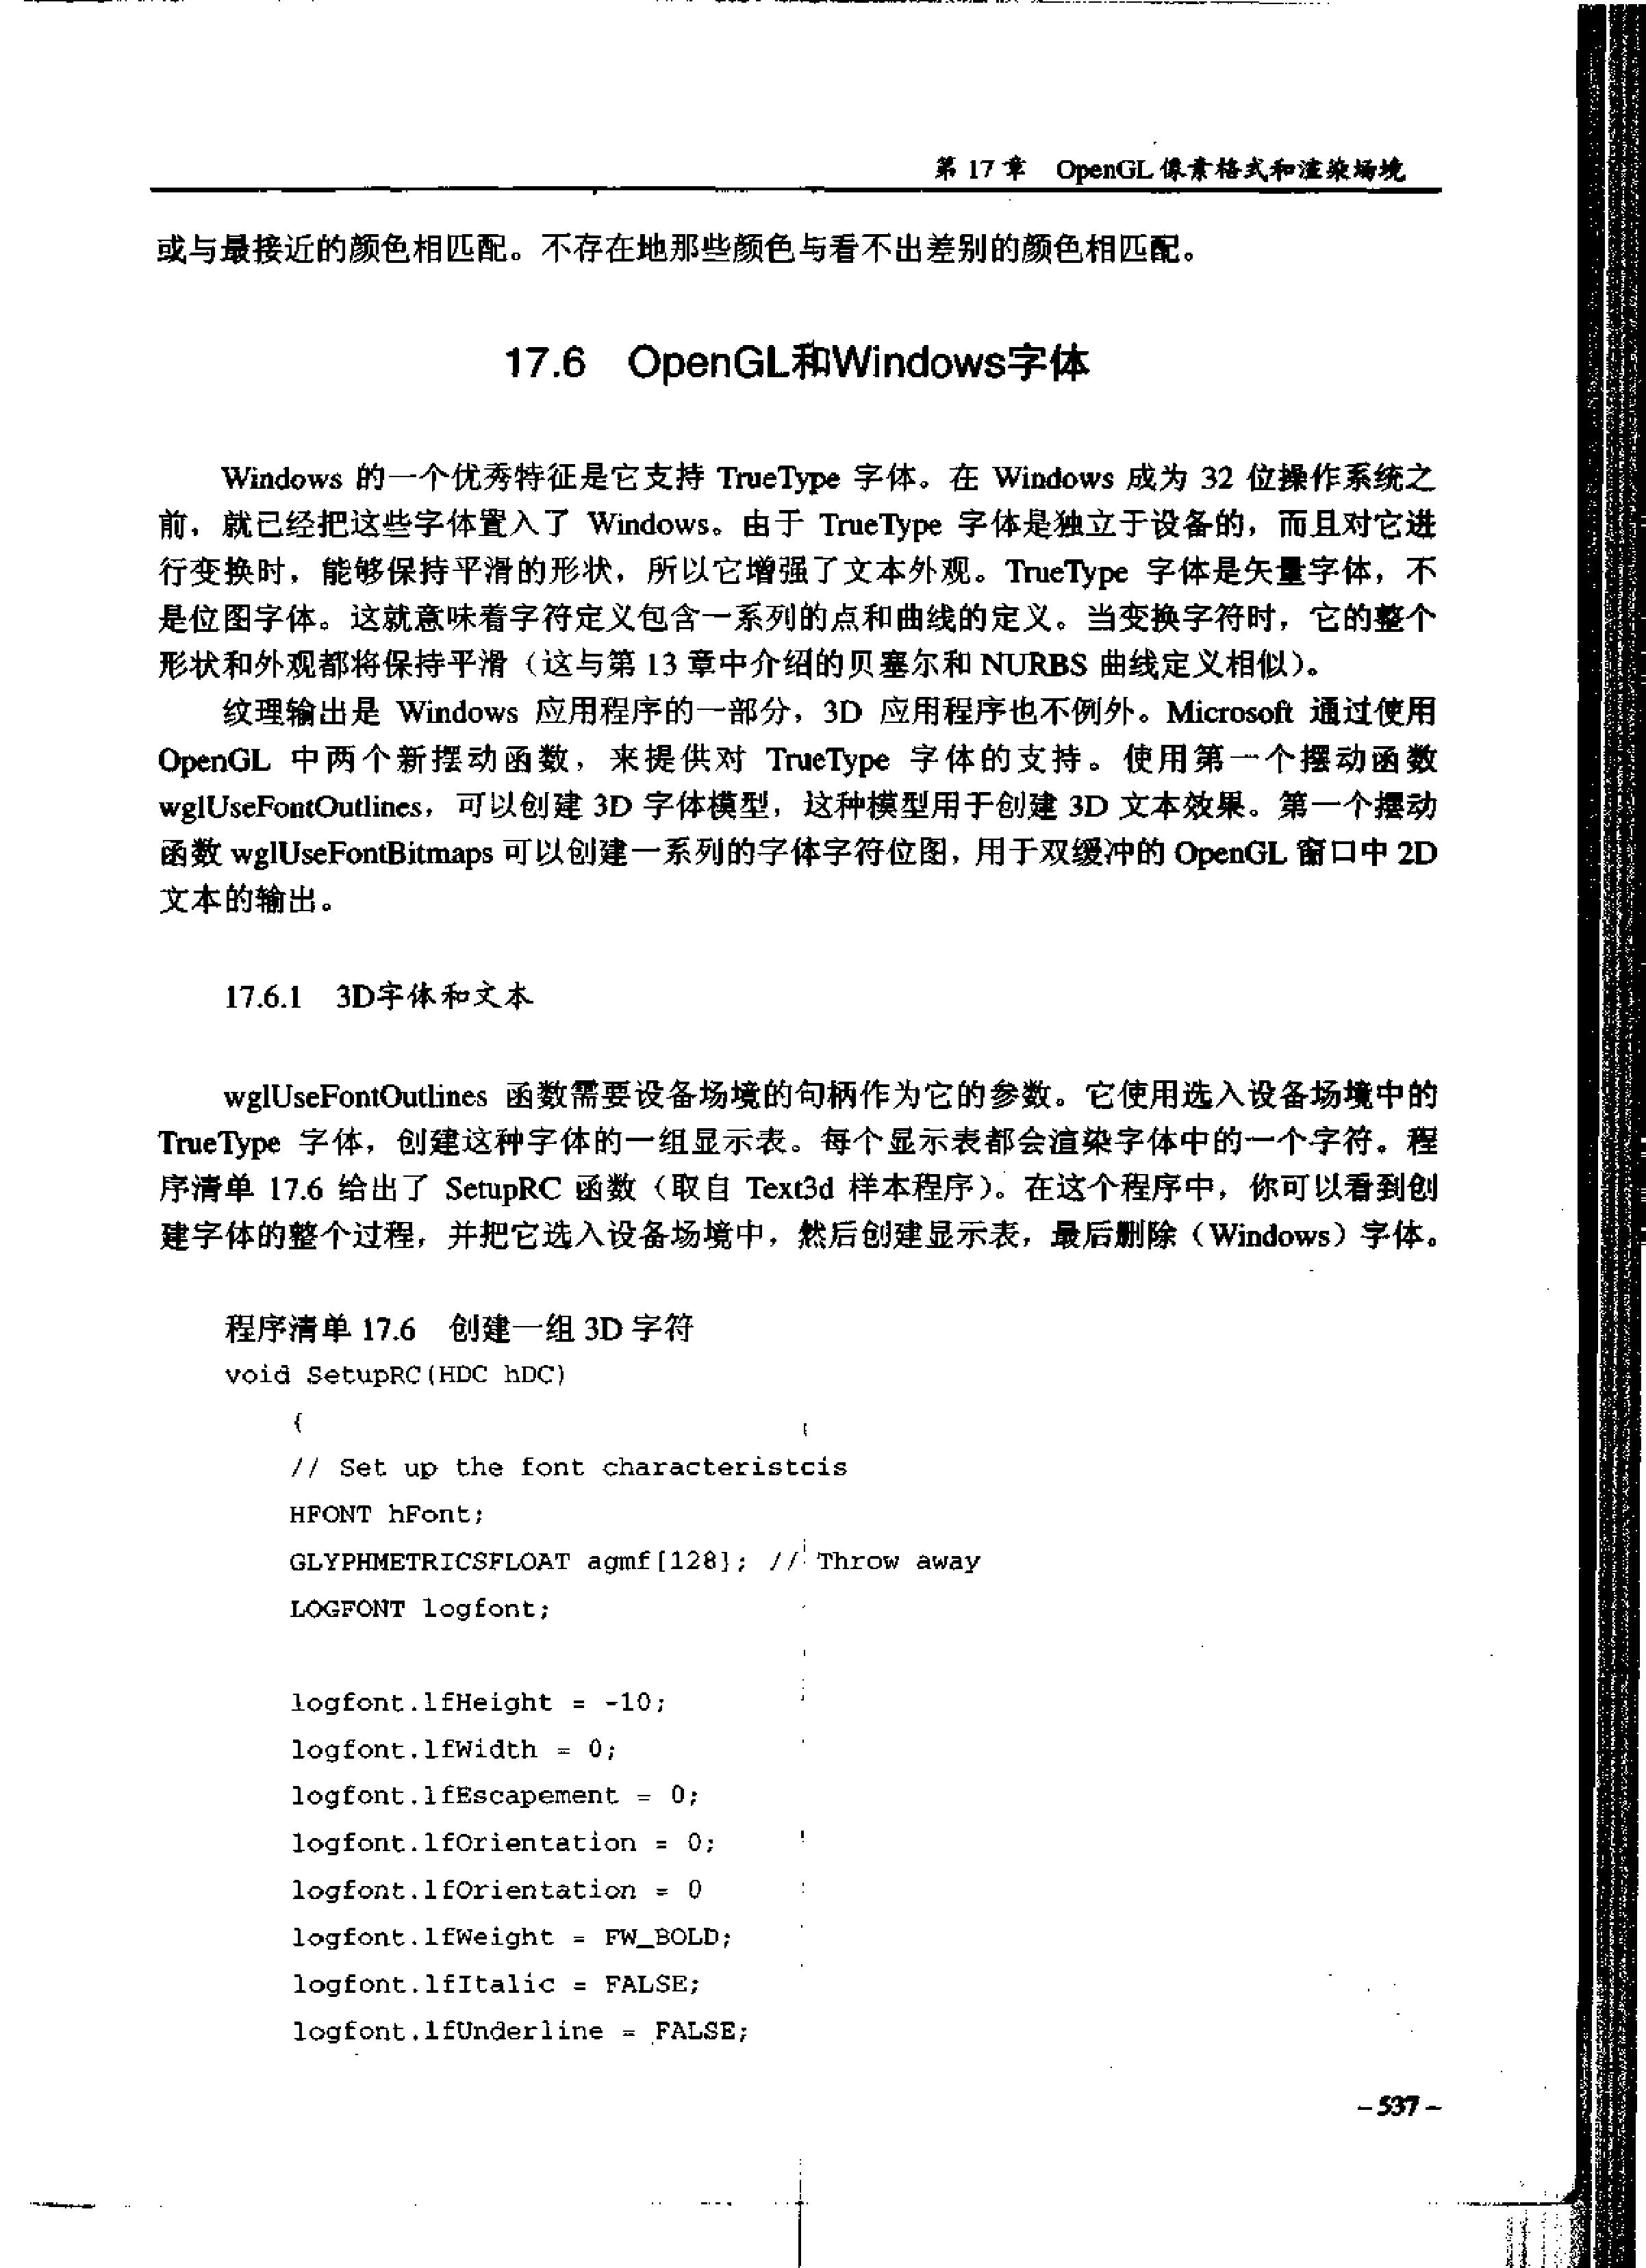 第 17 章 OpenGL 像素格式和渲染场境
或与最接近的颜色相匹配。不存在地那些颜色与看不出差别的颜色相匹配。
17.6 OpenGL和Windows字体
Windows 的一个优秀特征是它支持 TrueType 字体。在 Windows 成为 32 位操作系统之
前，就已经把这些字体置入了 Windows。由于 TrueType 字体是独立于设备的，而且对它进
行变换时，能够保持平滑的形状，所以它增强了文本外观。TrueType 字体是矢量字体，不
是位图字体。这就意味着字符定义包含一系列的点和曲线的定义。当变换字符时，它的整个
形状和外观都将保持平滑（这与第 13 章中介绍的贝塞尔和 NURBS 曲线定义相似）。
纹理输出是 Windows 应用程序的一部分，3D 应用程序也不例外。Microsoft 通过使用
OpenGL 中两个新摆动函数，来提供对 TrueType 字体的支持。使用第一个摆动函数
wglUseFontOutlines，可以创建 3D 字体模型，这种模型用于创建 3D 文本效果。第一个摆动
函数 wglUseFontBitmaps 可以创建一系列的字体字符位图，用于双缓冲的 OpenGL 窗口中 2D
文本的输出。
17.6.1 3D字体和文本
wglUseFontOutlines 函数需要设备场境的句柄作为它的参数。它使用选入设备场境中的
TrueType 字体，创建这种字体的一组显示表。每个显示表都会渲染字体中的一个字符。程
序清单 17.6 给出了 SetupRC 函数（取自 Text3d 样本程序）。在这个程序中，你可以看到创
建字体的整个过程，并把它选入设备场境中，然后创建显示表，最后删除（Windows）字体。
程序清单 17.6 创建一组 3D 字符
void SetupRC(HDC hDC)
{
// Set up the font characteristcis
HFONT hFont;
GLYPHMETRICSFLOAT agmf[128]; // Throw away
LOGFONT logfont;
logfont.lfHeight = -10;
logfont.lfWidth = 0;
logfont.lfEscapement = 0;
logfont.lfOrientation = 0;
logfont.lfOrientation = 0
logfont.lfWeight = FW_BOLD;
logfont.lfItalic = FALSE;
logfont.lfUnderline = FALSE;
- 537 -